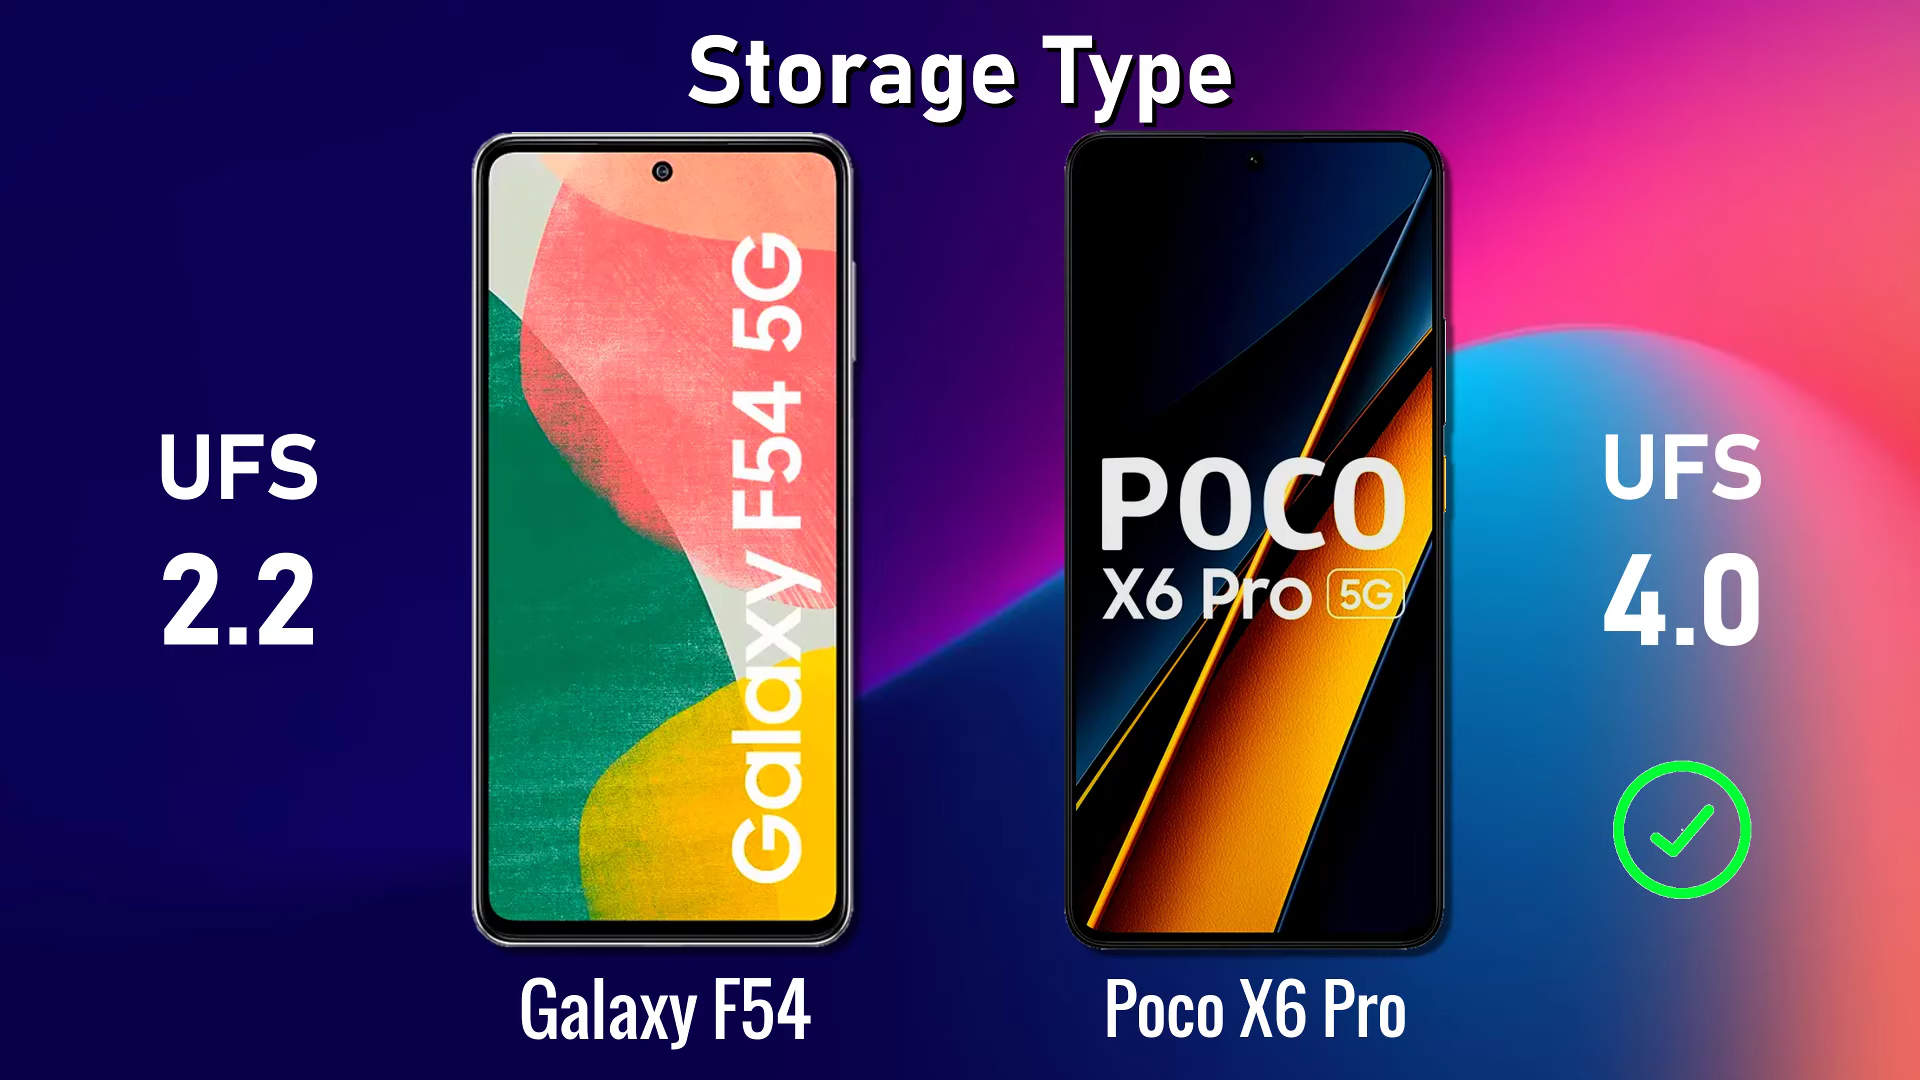 Storage Type
UFS
2.2
Galaxy F54 5G
POCO
X6 Pro 5G
UFS
4.0
Galaxy F54
Poco X6 Pro